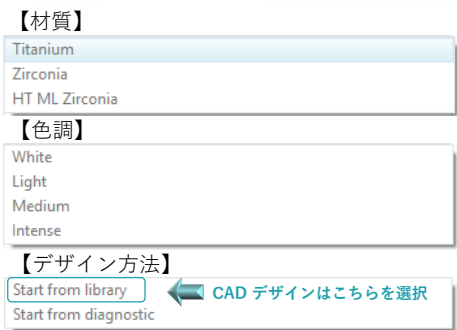 【材質】
Titanium
Zirconia
HT ML Zirconia
【色調】
White
Light
Medium
Intense
【デザイン方法】
Start from library CAD デザインはこちらを選択
Start from diagnostic